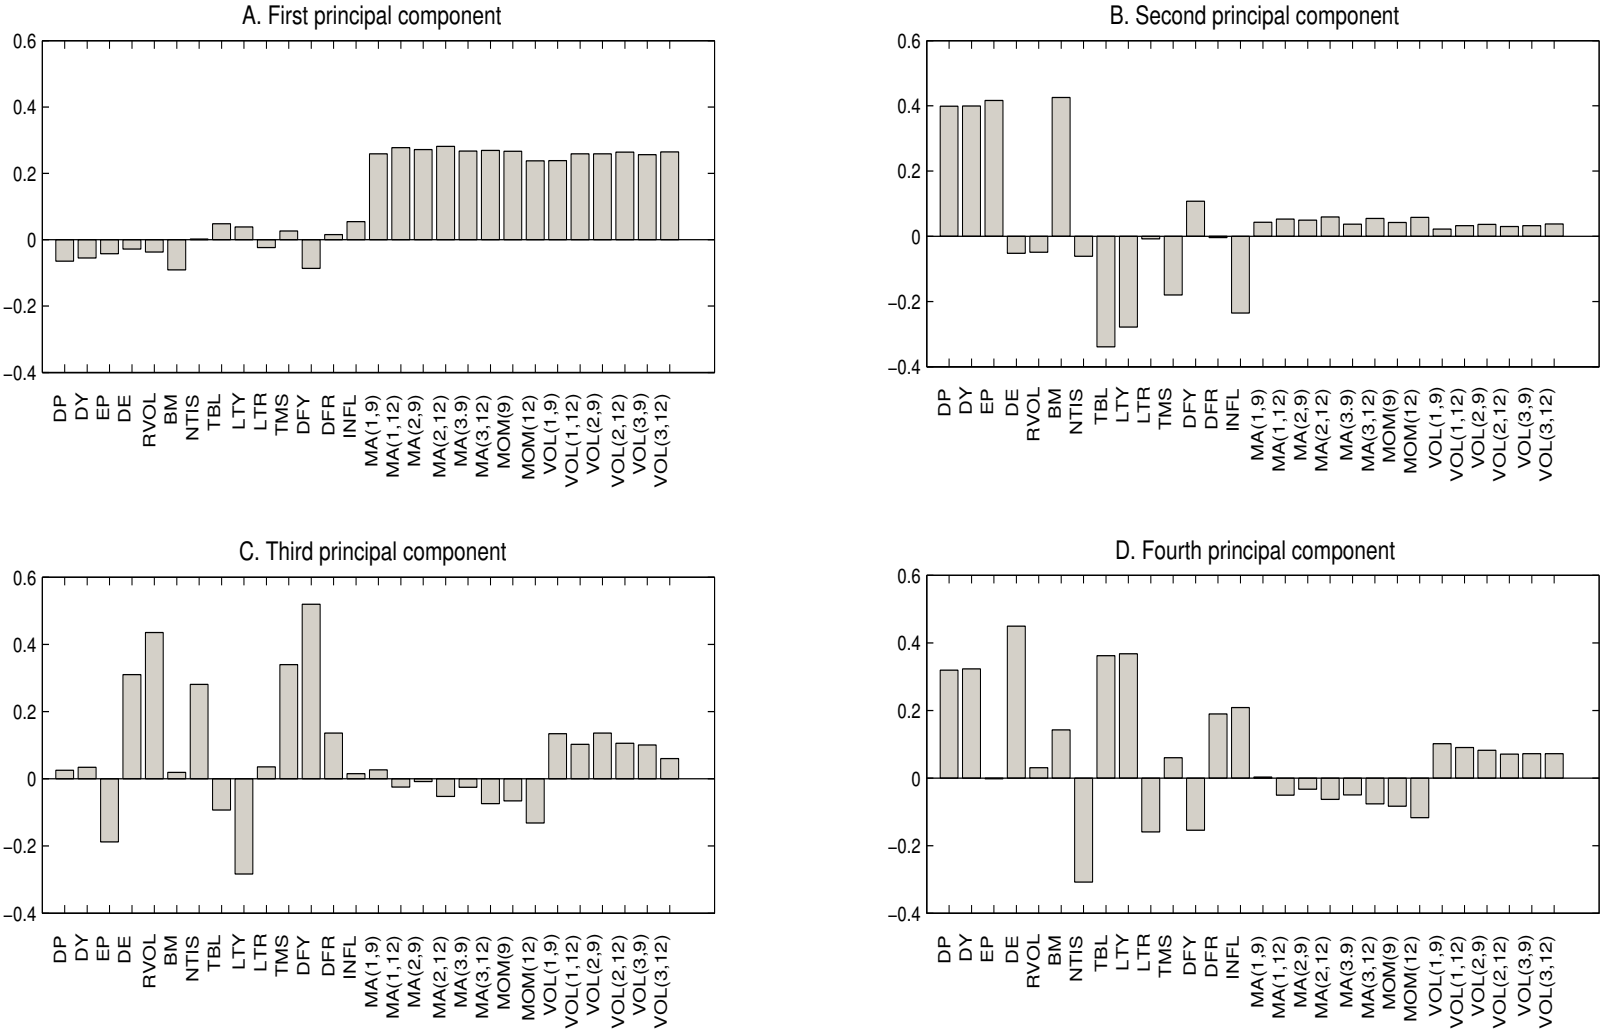 A. First principal component
0.6
0.4
0.2
0
−0.2
−0.4
DP
DY
EP
DE
RVOL
BM
NTIS
TBL
LTY
LTR
TMS
DFY
DFR
INFL
MA(1,9)
MA(1,12)
MA(2,9)
MA(2,12)
MA(3.9)
MA(3,12)
MOM(9)
MOM(12)
VOL(1,9)
VOL(1,12)
VOL(2,9)
VOL(2,12)
VOL(3,9)
VOL(3,12)
B. Second principal component
0.6
0.4
0.2
0
−0.2
−0.4
DP
DY
EP
DE
RVOL
BM
NTIS
TBL
LTY
LTR
TMS
DFY
DFR
INFL
MA(1,9)
MA(1,12)
MA(2,9)
MA(2,12)
MA(3.9)
MA(3,12)
MOM(9)
MOM(12)
VOL(1,9)
VOL(1,12)
VOL(2,9)
VOL(2,12)
VOL(3,9)
VOL(3,12)
C. Third principal component
0.6
0.4
0.2
0
−0.2
−0.4
DP
DY
EP
DE
RVOL
BM
NTIS
TBL
LTY
LTR
TMS
DFY
DFR
INFL
MA(1,9)
MA(1,12)
MA(2,9)
MA(2,12)
MA(3.9)
MA(3,12)
MOM(9)
MOM(12)
VOL(1,9)
VOL(1,12)
VOL(2,9)
VOL(2,12)
VOL(3,9)
VOL(3,12)
D. Fourth principal component
0.6
0.4
0.2
0
−0.2
−0.4
DP
DY
EP
DE
RVOL
BM
NTIS
TBL
LTY
LTR
TMS
DFY
DFR
INFL
MA(1,9)
MA(1,12)
MA(2,9)
MA(2,12)
MA(3.9)
MA(3,12)
MOM(9)
MOM(12)
VOL(1,9)
VOL(1,12)
VOL(2,9)
VOL(2,12)
VOL(3,9)
VOL(3,12)